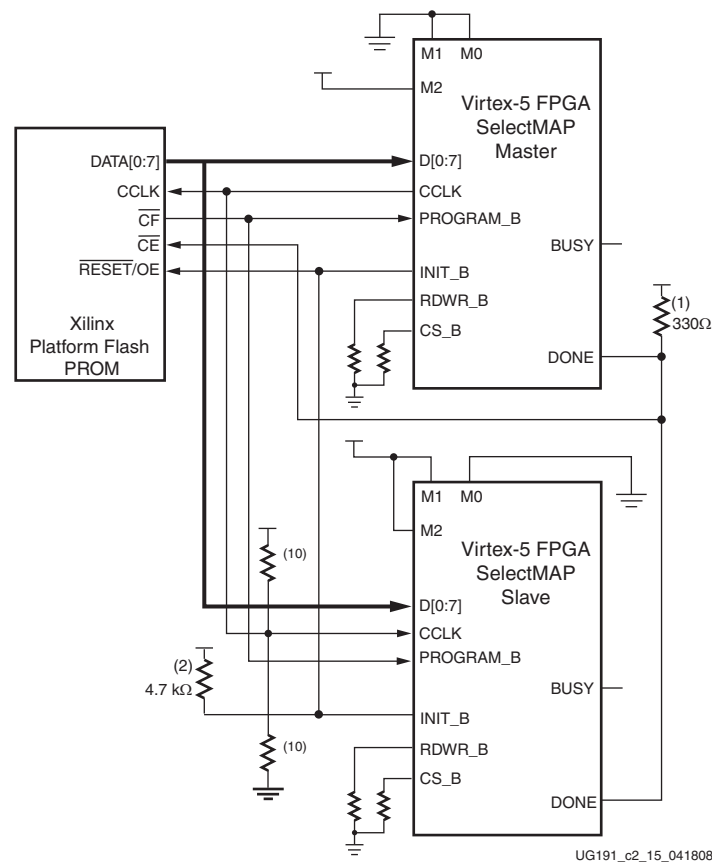 M1 M0
M2
Virtex-5 FPGA
SelectMAP
Master
D[0:7]
CCLK
PROGRAM_B
BUSY
INIT_B
RDWR_B
CS_B
DONE
DATA[0:7]
CCLK
CF
CE
RESET/OE
Xilinx
Platform Flash
PROM
(1)
330Ω
M1 M0
M2
Virtex-5 FPGA
SelectMAP
Slave
D[0:7]
CCLK
PROGRAM_B
BUSY
INIT_B
RDWR_B
CS_B
DONE
(10)
(2)
4.7 kΩ
(10)
UG191_c2_15_041808